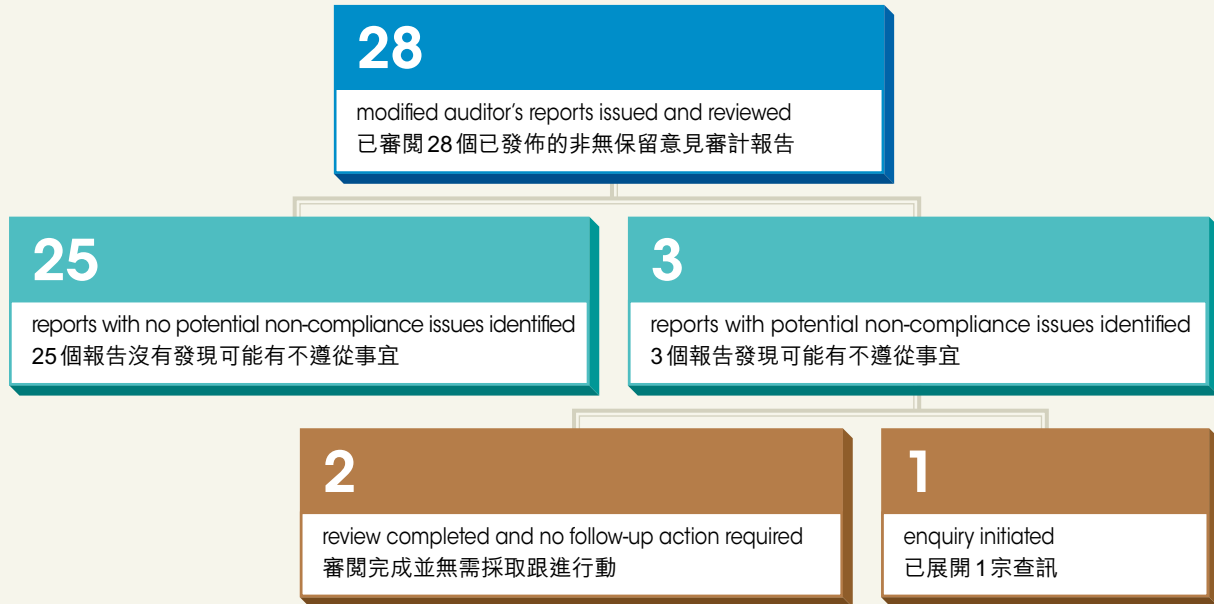 28
modified auditor's reports issued and reviewed
已審閱28個已發佈的非無保留意見審計報告
25
reports with no potential non-compliance issues identified
25個報告沒有發現可能有不遵從事宜
3
reports with potential non-compliance issues identified
3個報告發現可能有不遵從事宜
2
review completed and no follow-up action required
審閱完成並無需採取跟進行動
1
enquiry initiated
已展開1宗查訊